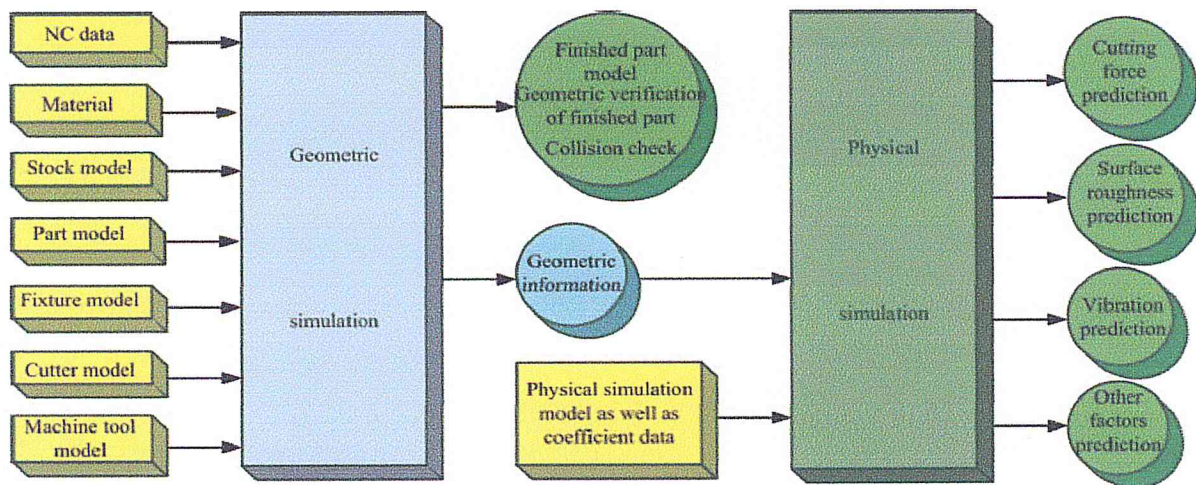 NC data
Material
Stock model
Part model
Fixture model
Cutter model
Machine tool
model
Geometric
simulation
Finished part
model
Geometric verification
of finished part
Collision check
Geometric
information
Physical simulation
model as well as
coefficient data
Physical
simulation
Cutting
force
prediction
Surface
roughness
prediction
Vibration
prediction
Other
factors
prediction